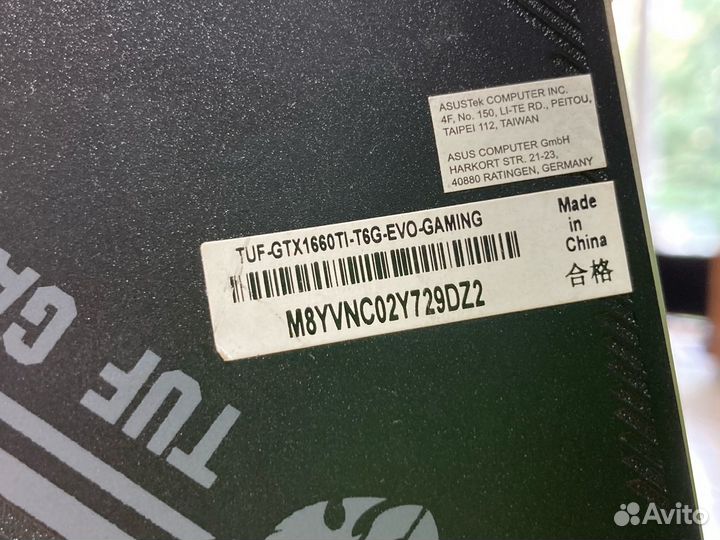 ASUSTek COMPUTER INC.
4F, No. 150, LI-TE RD., PEITOU,
TAIPEI 112, TAIWAN
ASUS COMPUTER GmbH
HARKORT STR. 21-23,
40880 RATINGEN, GERMANY
TUF-GTX1660TI-T6G-EVO-GAMING
M8YVNC02Y729DZ2
Made
in
China
合格
TUF GA
Avito